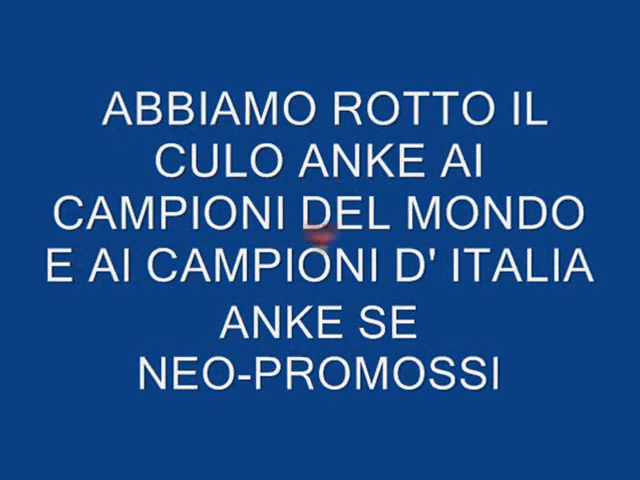 ABBIAMO ROTTO IL
CULO ANKE AI
CAMPIONI DEL MONDO
E AI CAMPIONI D' ITALIA
ANKE SE
NEO-PROMOSSI